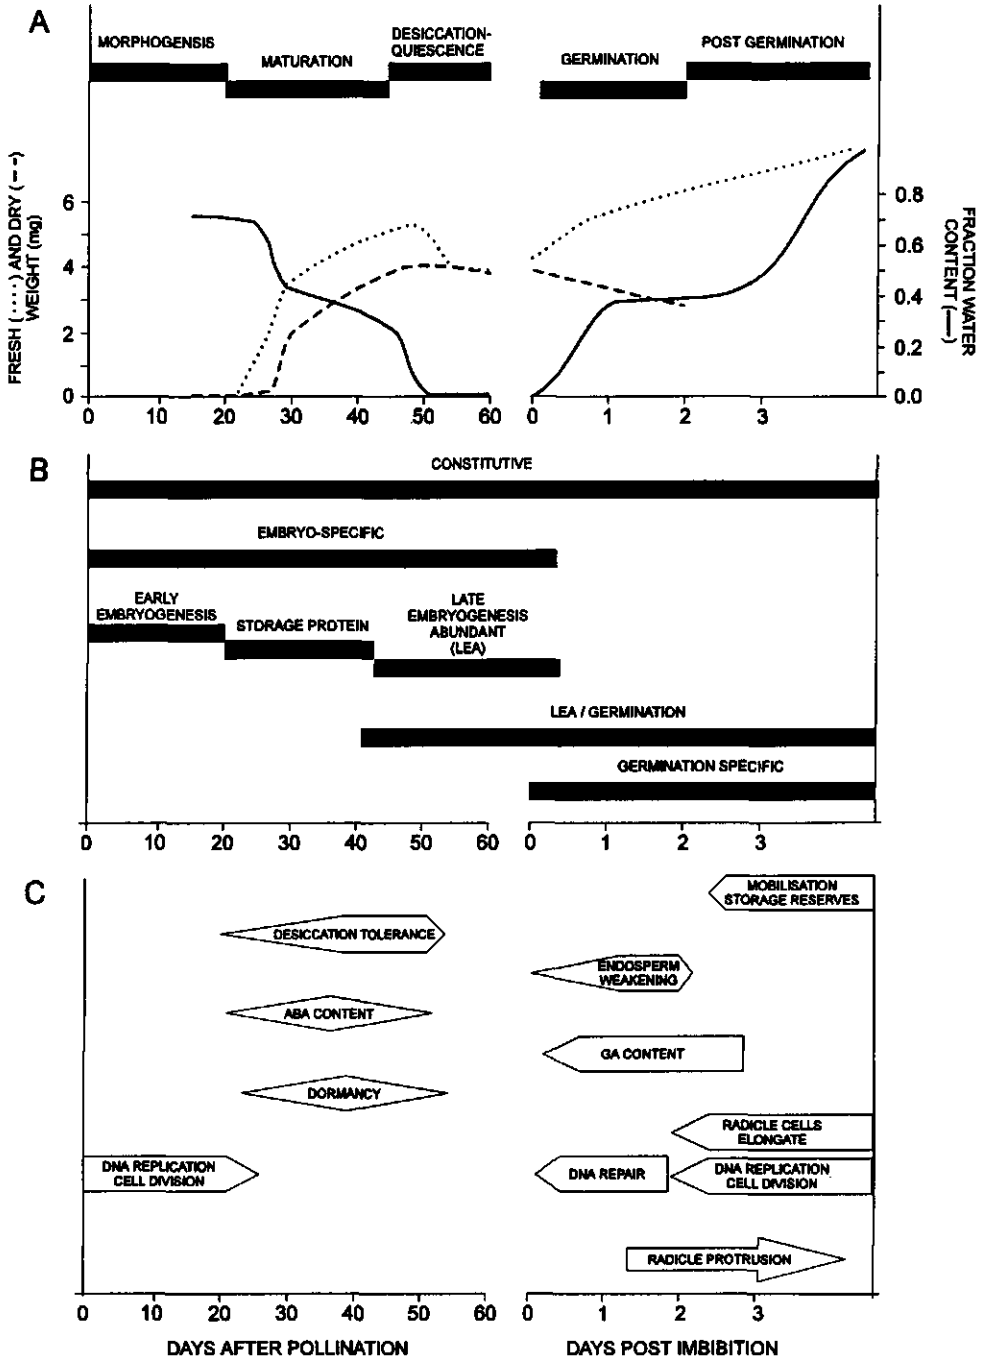 A
MORPHOGENSIS
MATURATION
DESICCATION-
QUIESCENCE
GERMINATION
POST GERMINATION
FRESH (····) AND DRY (– –)
WEIGHT (mg)
6
4
2
0
0.8
0.6
0.4
0.2
0.0
FRACTION WATER
CONTENT (—)
0 10 20 30 40 50 60 0 1 2 3
B
CONSTITUTIVE
EMBRYO-SPECIFIC
EARLY
EMBRYOGENESIS
STORAGE PROTEIN
LATE
EMBRYOGENESIS
ABUNDANT
(LEA)
LEA / GERMINATION
GERMINATION SPECIFIC
0 10 20 30 40 50 60 0 1 2 3
C
MOBILISATION
STORAGE RESERVES
DESICCATION TOLERANCE
ENDOSPERM
WEAKENING
ABA CONTENT
GA CONTENT
DORMANCY
RADICLE CELLS
ELONGATE
DNA REPLICATION
CELL DIVISION
DNA REPAIR
DNA REPLICATION
CELL DIVISION
RADICLE PROTRUSION
0 10 20 30 40 50 60 0 1 2 3
DAYS AFTER POLLINATION
DAYS POST IMBIBITION